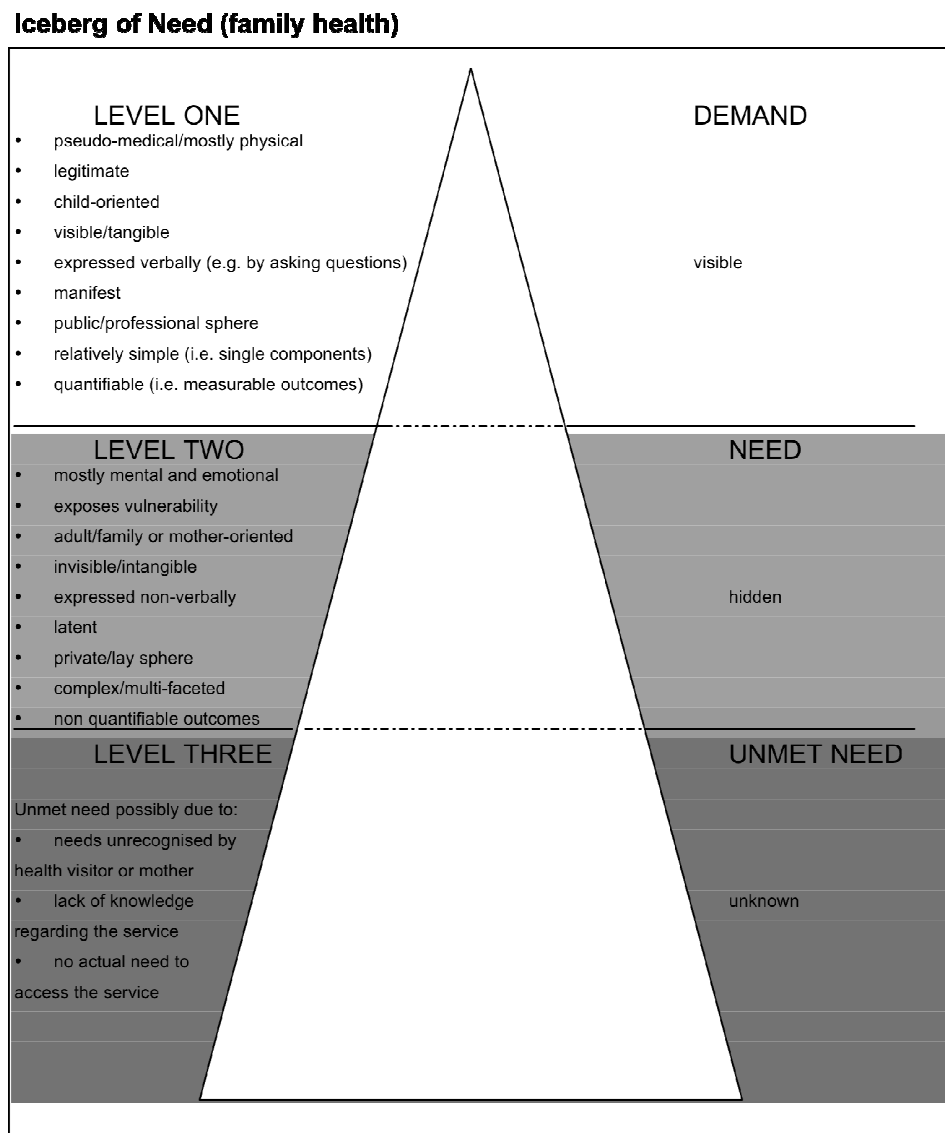 Iceberg of Need (family health)
LEVEL ONE
DEMAND
• pseudo-medical/mostly physical
• legitimate
• child-oriented
• visible/tangible
• expressed verbally (e.g. by asking questions)
visible
• manifest
• public/professional sphere
• relatively simple (i.e. single components)
• quantifiable (i.e. measurable outcomes)
LEVEL TWO
NEED
• mostly mental and emotional
• exposes vulnerability
• adult/family or mother-oriented
• invisible/intangible
• expressed non-verbally
hidden
• latent
• private/lay sphere
• complex/multi-faceted
• non quantifiable outcomes
LEVEL THREE
UNMET NEED
Unmet need possibly due to:
• needs unrecognised by
health visitor or mother
• lack of knowledge
unknown
regarding the service
• no actual need to
access the service